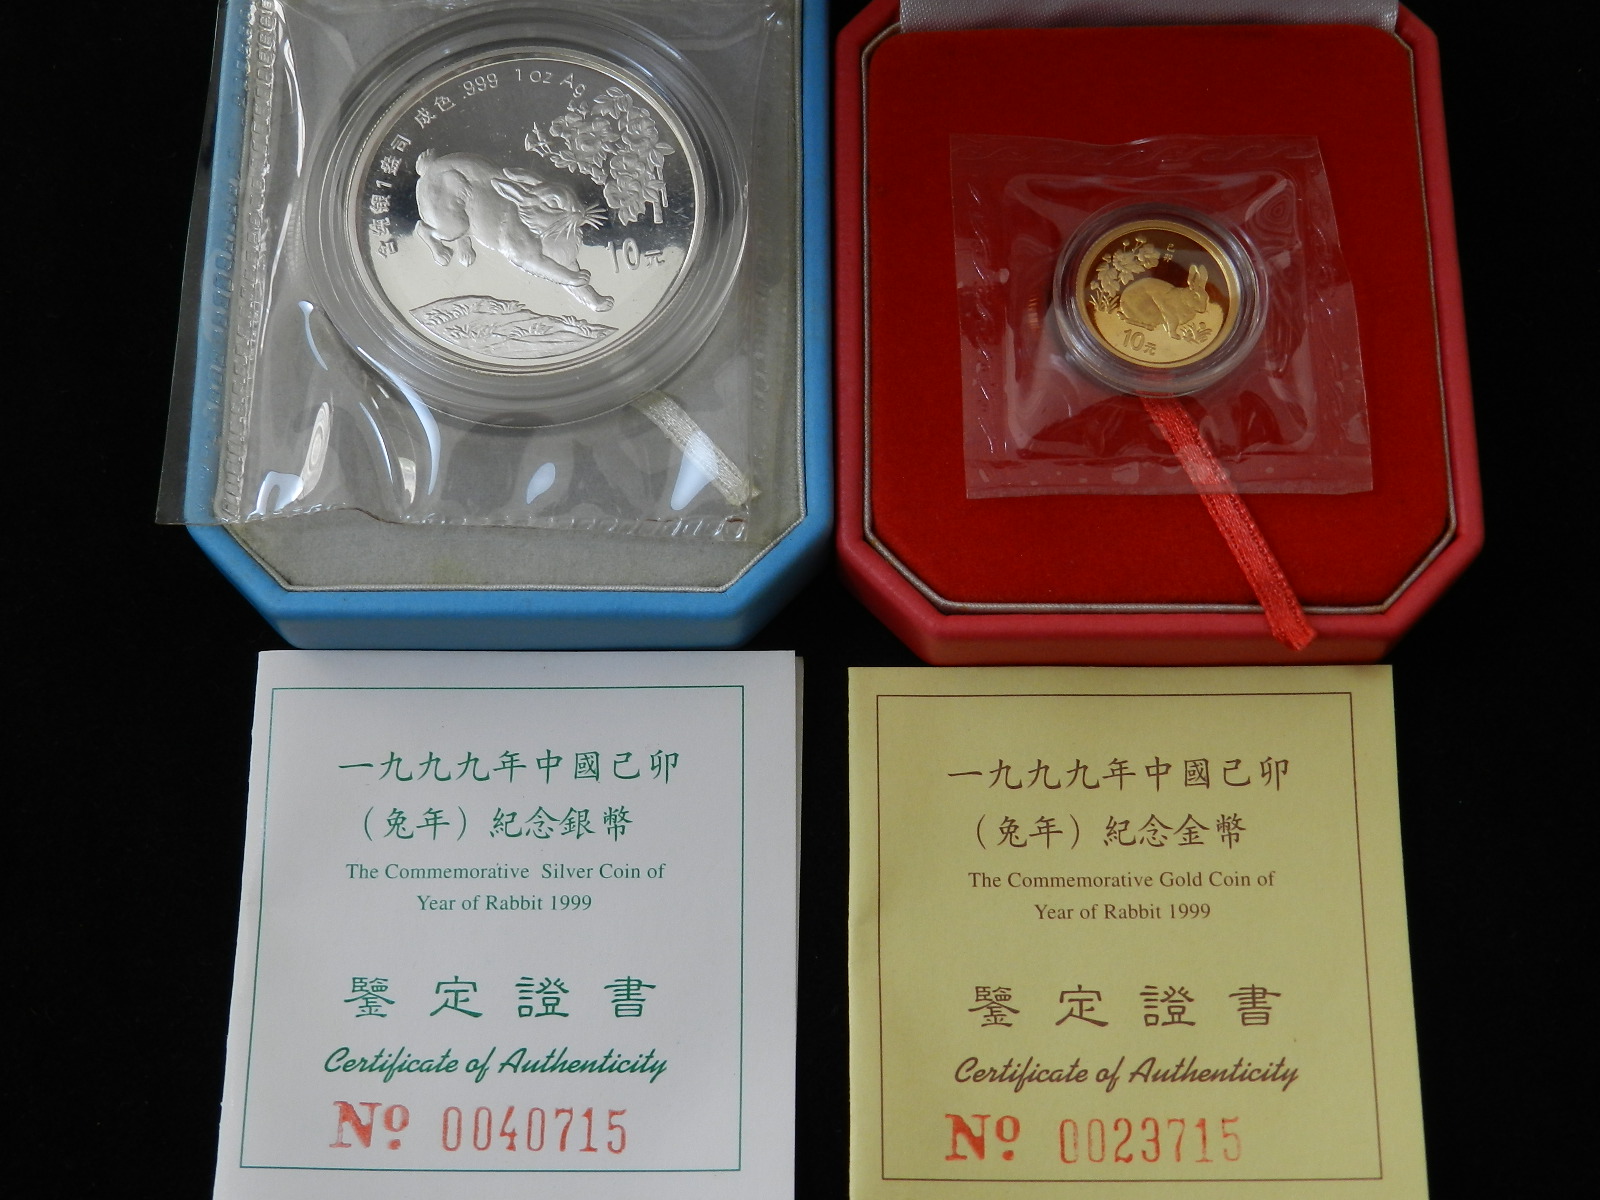 含純銀1盎司 成色 .999 1 oz Ag
10元
己卯
10元
一九九九年中國己卯
(兔年)紀念銀幣
The Commemorative Silver Coin of
Year of Rabbit 1999
鑒定證書
Certificate of Authenticity
Nº 0040715
一九九九年中國己卯
(兔年)紀念金幣
The Commemorative Gold Coin of
Year of Rabbit 1999
鑒定證書
Certificate of Authenticity
Nº 0023715